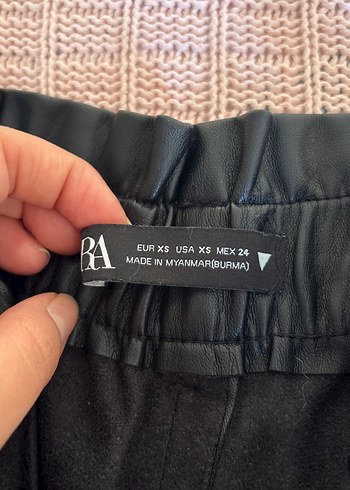 RA
EUR XS USA XS MEX 24
MADE IN MYANMAR(BURMA)